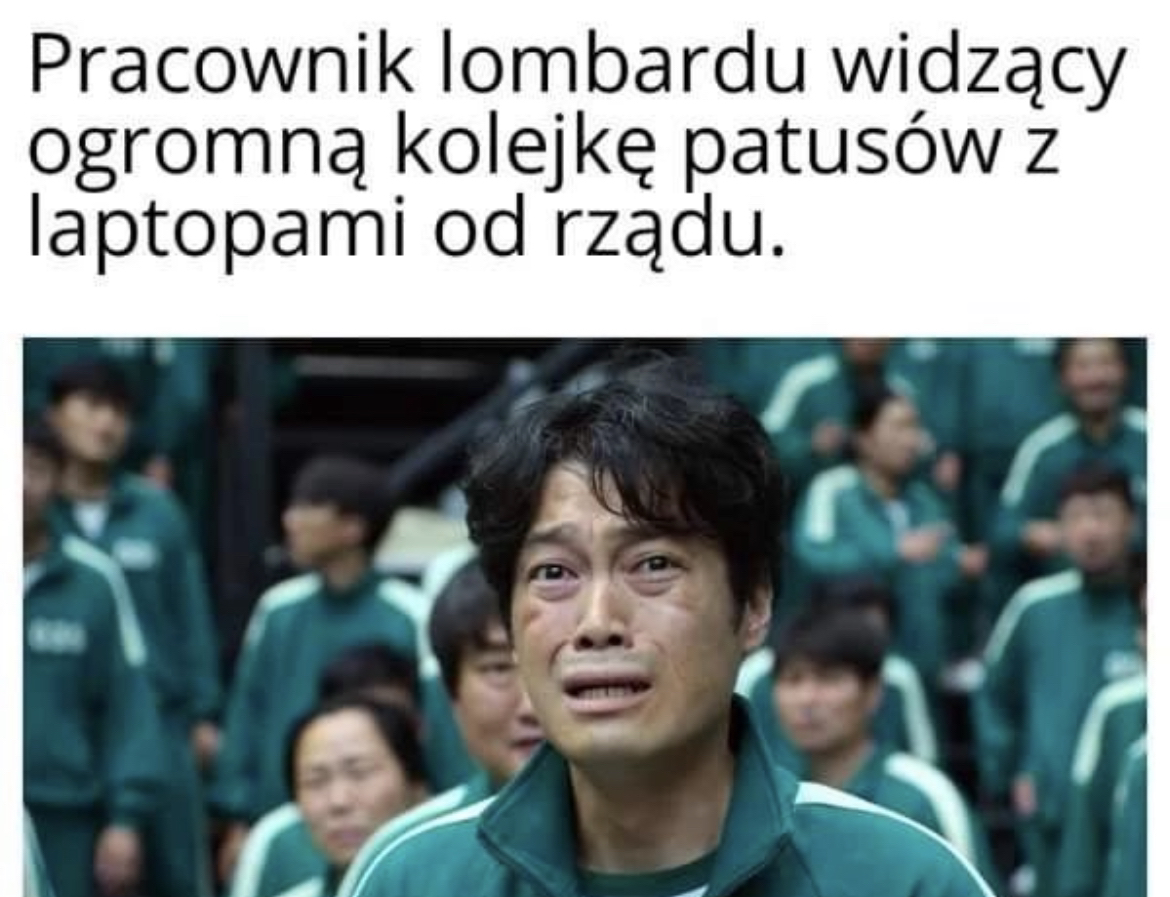 Pracownik lombardu widzący
ogromną kolejkę patusów z
laptopami od rządu.